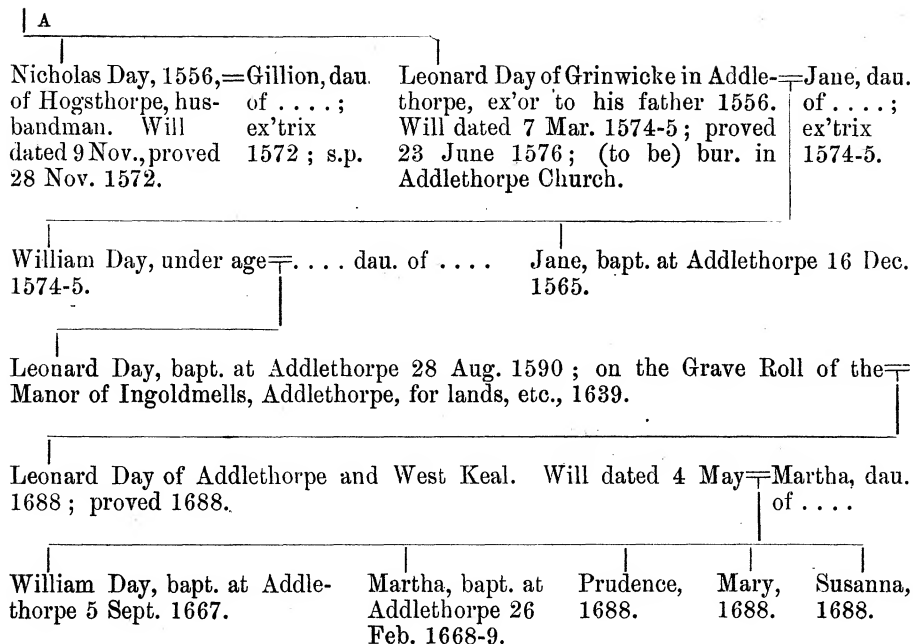 A
Nicholas Day, 1556,=Gillion, dau.
of Hogsthorpe, hus- of . . . . ;
bandman. Will ex'trix
dated 9 Nov., proved 1572 ; s.p.
28 Nov. 1572.
Leonard Day of Grinwicke in Addle-=Jane, dau.
thorpe, ex'or to his father 1556. of . . . . ;
Will dated 7 Mar. 1574-5 ; proved ex'trix
23 June 1576 ; (to be) bur. in 1574-5.
Addlethorpe Church.
William Day, under age=. . . . dau. of . . . .
1574-5.
Jane, bapt. at Addlethorpe 16 Dec.
1565.
Leonard Day, bapt. at Addlethorpe 28 Aug. 1590 ; on the Grave Roll of the=
Manor of Ingoldmells, Addlethorpe, for lands, etc., 1639.
Leonard Day of Addlethorpe and West Keal. Will dated 4 May=Martha, dau.
1688 ; proved 1688. of . . . .
William Day, bapt. at Addle-
thorpe 5 Sept. 1667.
Martha, bapt. at
Addlethorpe 26
Feb. 1668-9.
Prudence,
1688.
Mary,
1688.
Susanna,
1688.